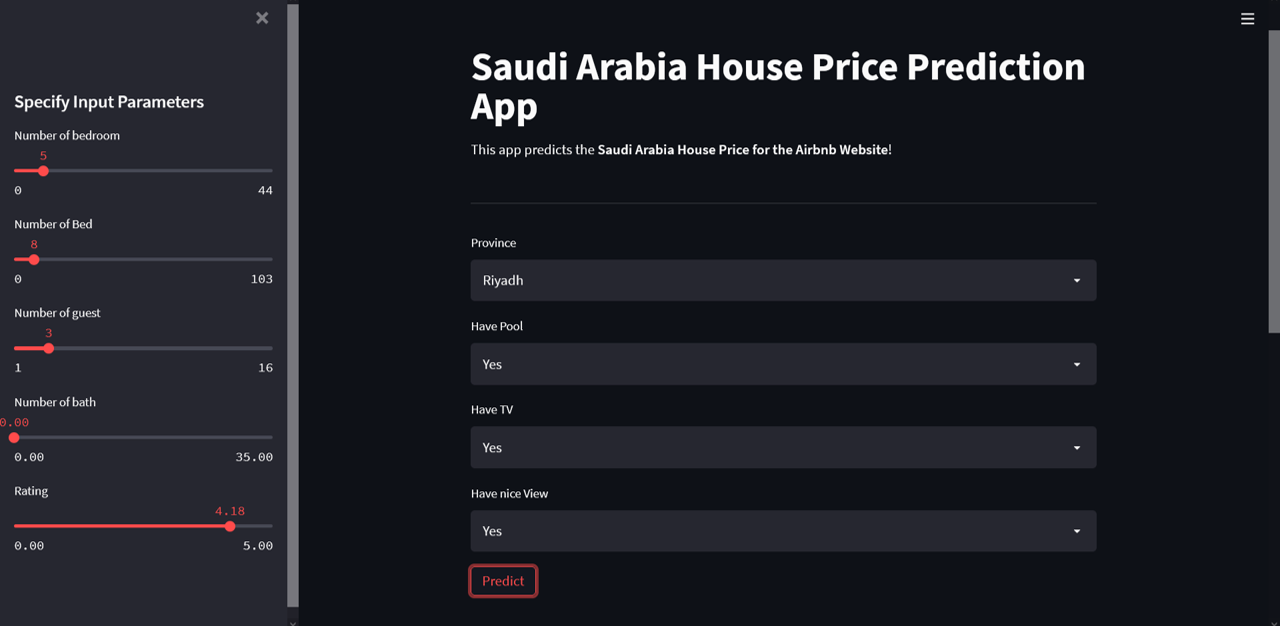 Specify Input Parameters
Number of bedroom
5
0 44
Number of Bed
8
0 103
Number of guest
3
1 16
Number of bath
0.00
0.00 35.00
Rating
4.18
0.00 5.00
Saudi Arabia House Price Prediction
App
This app predicts the Saudi Arabia House Price for the Airbnb Website!
Province
Riyadh
Have Pool
Yes
Have TV
Yes
Have nice View
Yes
Predict